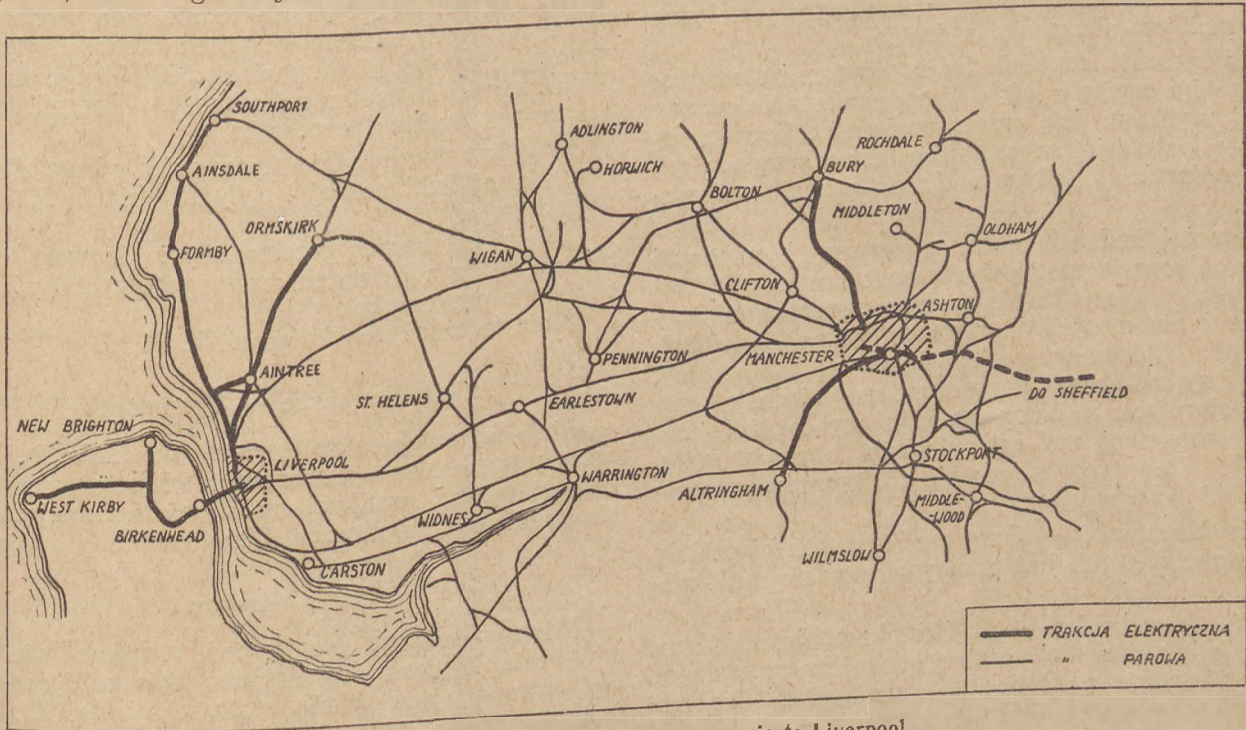 SOUTHPORT
ADLINGTON
ROCHDALE
HORWICH
BURY
AINSDALE
BOLTON
MIDDLETON
ORMSKIRK
OLDHAM
FORMBY
WIGAN
CLIFTON
ASHTON
PENNINGTON
MANCHESTER
AINTREE
ST. HELENS
EARLESTOWN
DO SHEFFIELD
NEW BRIGHTON
LIVERPOOL
STOCKPORT
WARRINGTON
WEST KIRBY
ALTRINGHAM
MIDDLE-
-WOOD
WIDNES
BIRKENHEAD
WILMSLOW
CARSTON
TRAKCJA ELEKTRYCZNA
" PAROWA
Liverpool